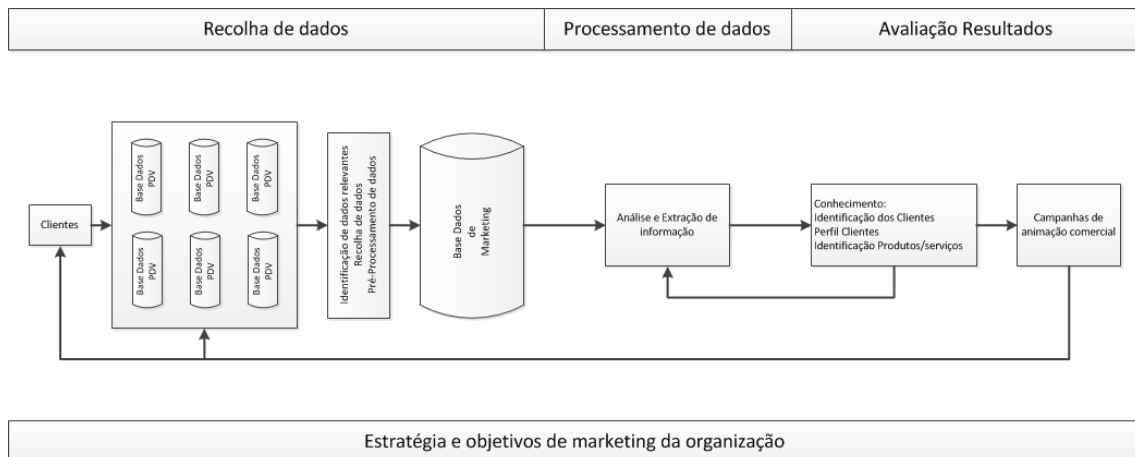 Recolha de dados
Processamento de dados
Avaliação Resultados
Clientes
Base Dados
PDV
Base Dados
PDV
Base Dados
PDV
Base Dados
PDV
Base Dados
PDV
Base Dados
PDV
Identificação de dados relevantes
Recolha de dados
Pré-Processamento de dados
Base Dados
de
Marketing
Análise e Extração de
informação
Conhecimento:
Identificação dos Clientes
Perfil Clientes
Identificação Produtos/serviços
Campanhas de
animação comercial
Estratégia e objetivos de marketing da organização